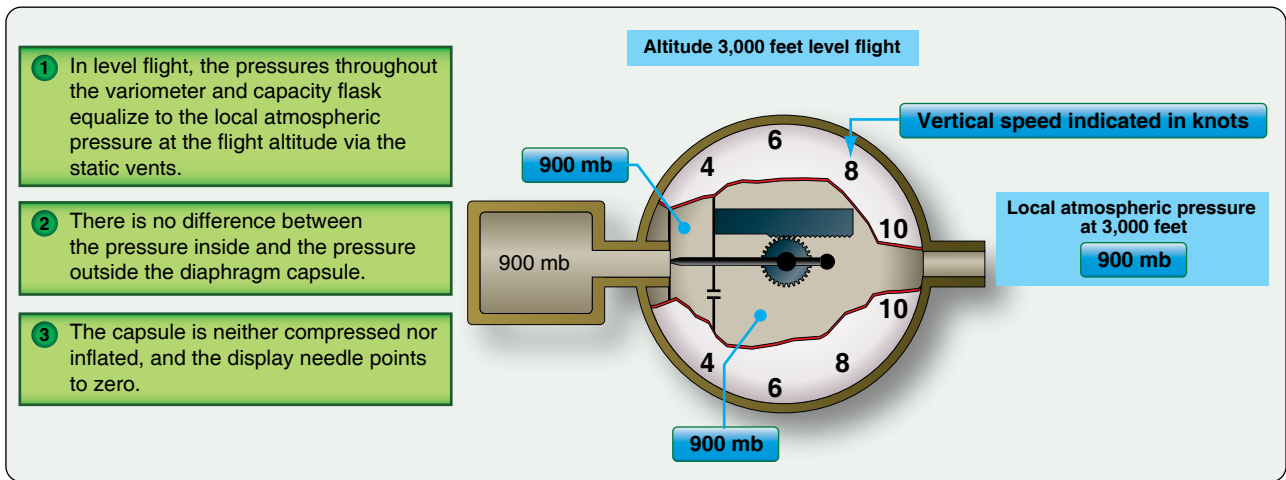 Altitude 3,000 feet level flight
1 In level flight, the pressures throughout
the variometer and capacity flask
equalize to the local atmospheric
pressure at the flight altitude via the
static vents.
2 There is no difference between
the pressure inside and the pressure
outside the diaphragm capsule.
3 The capsule is neither compressed nor
inflated, and the display needle points
to zero.
Vertical speed indicated in knots
6
4
8
900 mb
10
900 mb
Local atmospheric pressure
at 3,000 feet
900 mb
10
4
8
6
900 mb